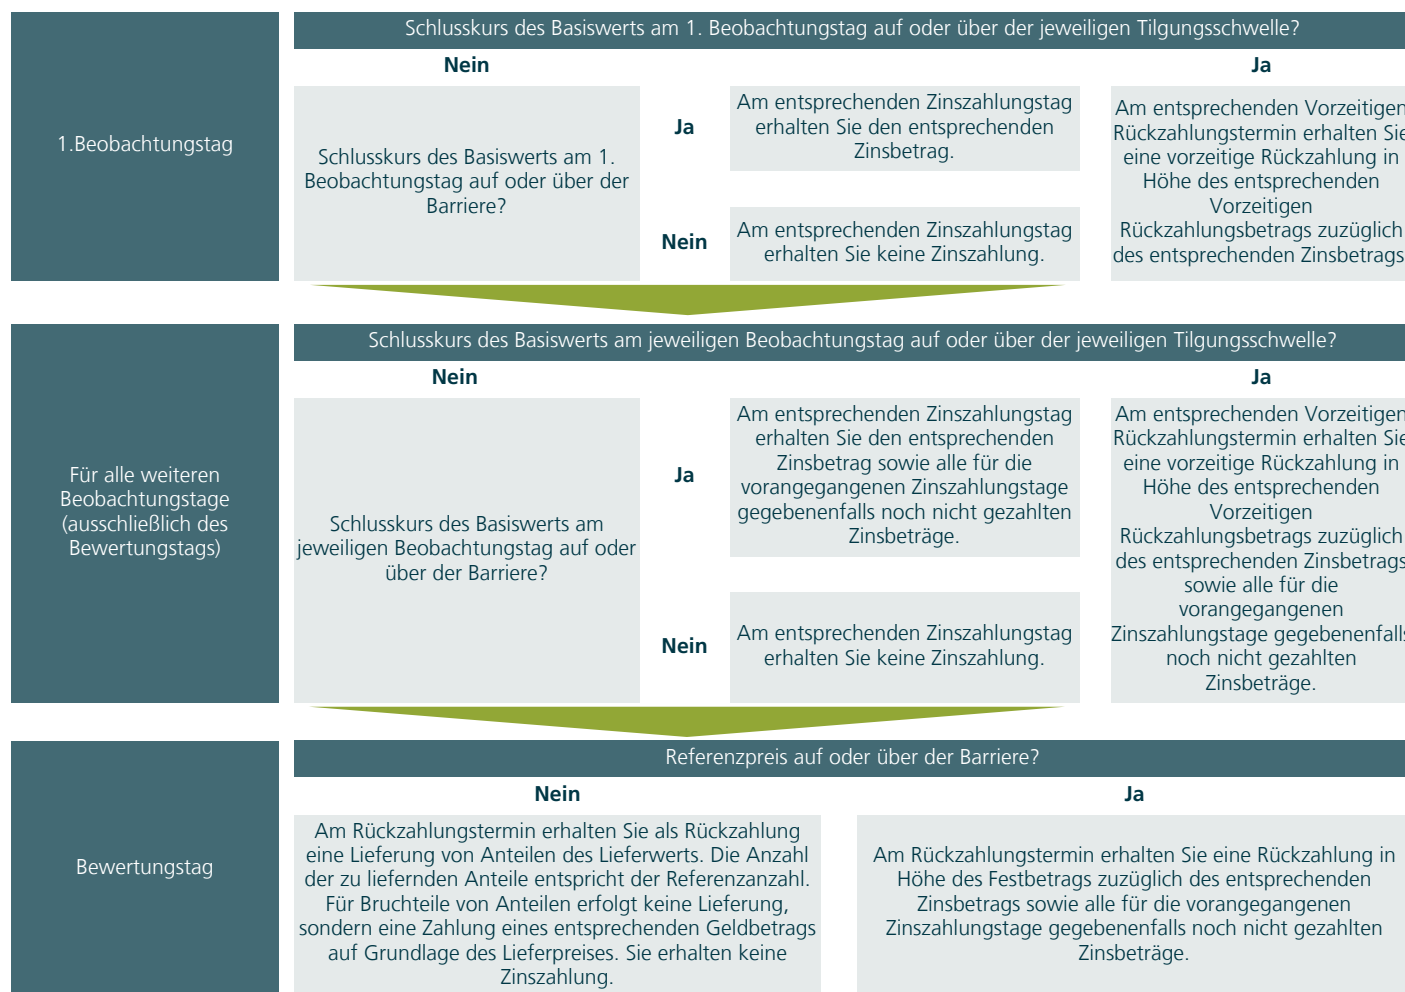 Schlusskurs des Basiswerts am 1. Beobachtungstag auf oder über der jeweiligen Tilgungsschwelle?
1.Beobachtungstag
Nein
Ja
Schlusskurs des Basiswerts am 1.
Beobachtungstag auf oder über der
Barriere?
Ja
Am entsprechenden Zinszahlungstag
erhalten Sie den entsprechenden
Zinsbetrag.
Nein
Am entsprechenden Zinszahlungstag
erhalten Sie keine Zinszahlung.
Am entsprechenden Vorzeitigen
Rückzahlungstermin erhalten Sie
eine vorzeitige Rückzahlung in
Höhe des entsprechenden
Vorzeitigen
Rückzahlungsbetrags zuzüglich
des entsprechenden Zinsbetrags
Schlusskurs des Basiswerts am jeweiligen Beobachtungstag auf oder über der jeweiligen Tilgungsschwelle?
Für alle weiteren
Beobachtungstage
(ausschließlich des
Bewertungstags)
Nein
Ja
Schlusskurs des Basiswerts am
jeweiligen Beobachtungstag auf oder
über der Barriere?
Ja
Am entsprechenden Zinszahlungstag
erhalten Sie den entsprechenden
Zinsbetrag sowie alle für die
vorangegangenen Zinszahlungstage
gegebenenfalls noch nicht gezahlten
Zinsbeträge.
Nein
Am entsprechenden Zinszahlungstag
erhalten Sie keine Zinszahlung.
Am entsprechenden Vorzeitigen
Rückzahlungstermin erhalten Sie
eine vorzeitige Rückzahlung in
Höhe des entsprechenden
Vorzeitigen
Rückzahlungsbetrags zuzüglich
des entsprechenden Zinsbetrags
sowie alle für die
vorangegangenen
Zinszahlungstage gegebenenfalls
noch nicht gezahlten
Zinsbeträge.
Referenzpreis auf oder über der Barriere?
Bewertungstag
Nein
Ja
Am Rückzahlungstermin erhalten Sie als Rückzahlung
eine Lieferung von Anteilen des Lieferwerts. Die Anzahl
der zu liefernden Anteile entspricht der Referenzanzahl.
Für Bruchteile von Anteilen erfolgt keine Lieferung,
sondern eine Zahlung eines entsprechenden Geldbetrags
auf Grundlage des Lieferpreises. Sie erhalten keine
Zinszahlung.
Am Rückzahlungstermin erhalten Sie eine Rückzahlung in
Höhe des Festbetrags zuzüglich des entsprechenden
Zinsbetrags sowie alle für die vorangegangenen
Zinszahlungstage gegebenenfalls noch nicht gezahlten
Zinsbeträge.